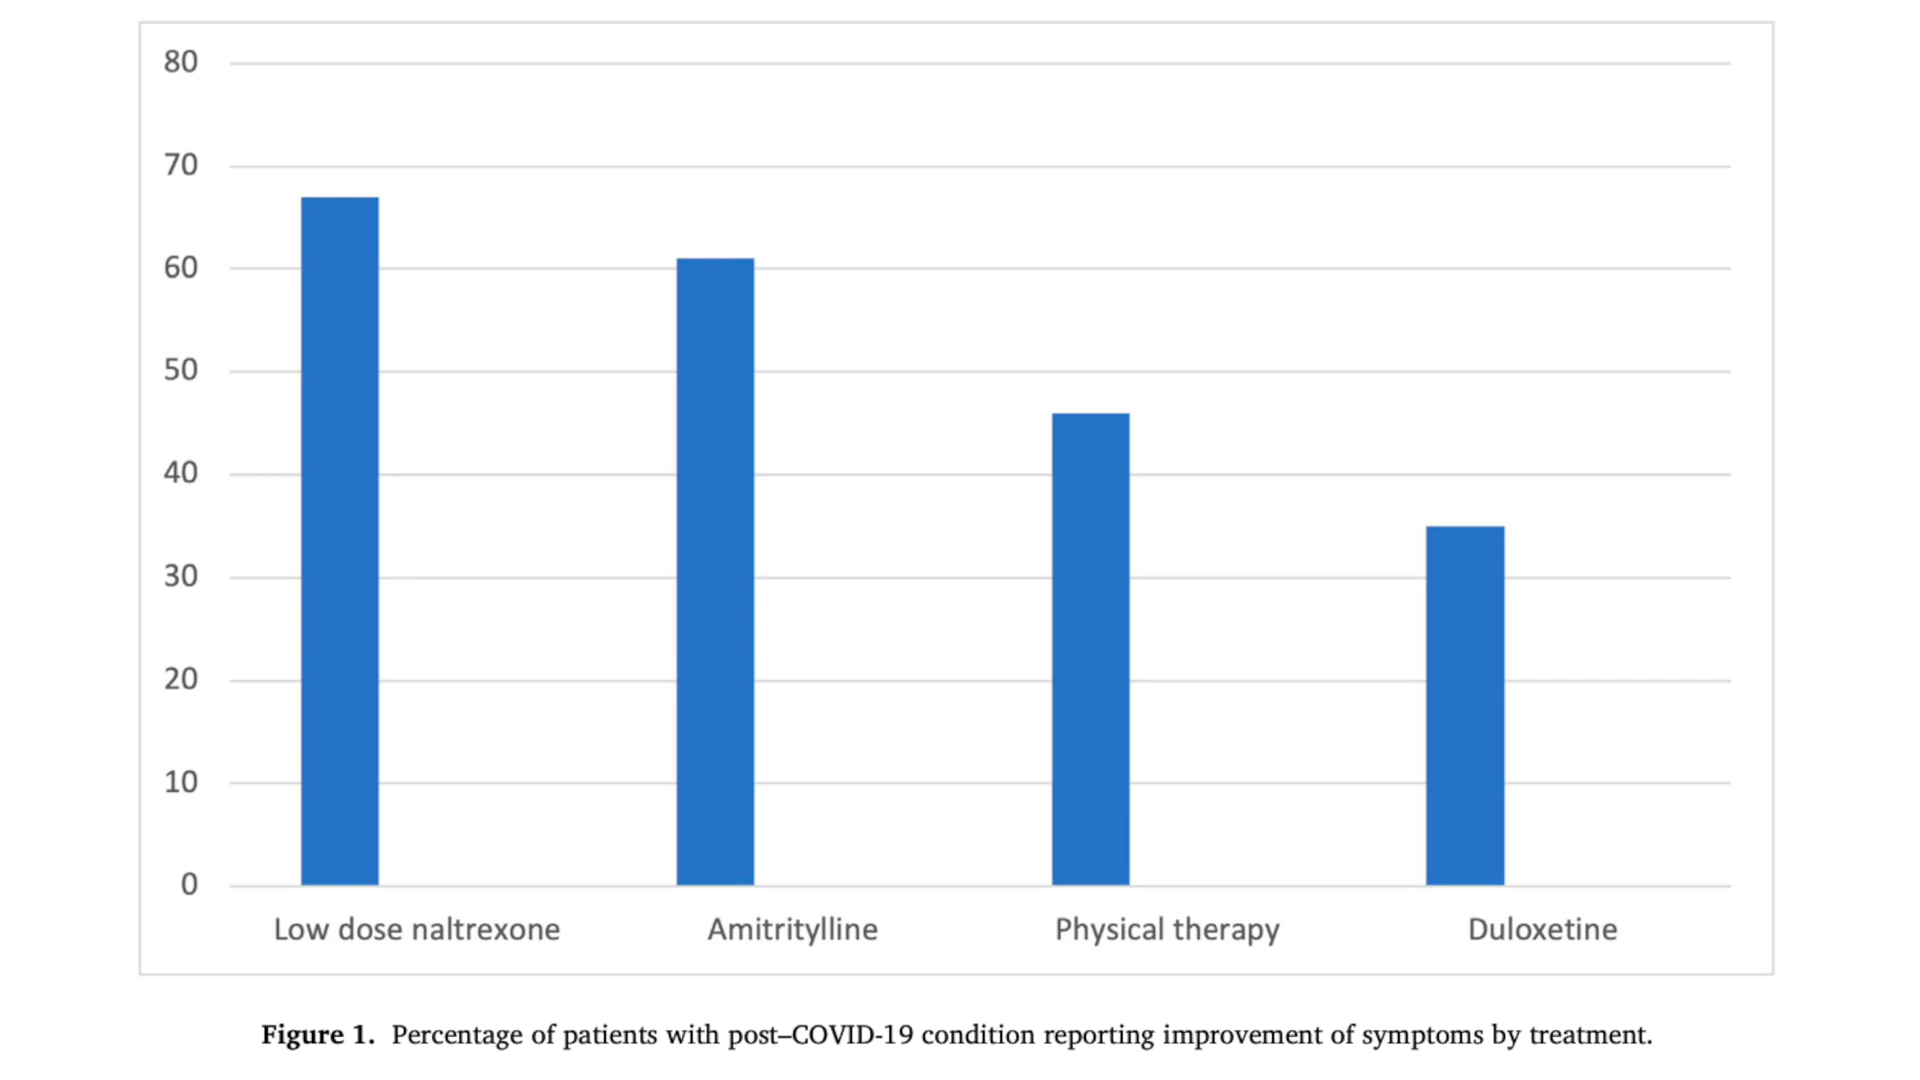 80
70
60
50
40
30
20
10
0
Low dose naltrexone
Amitritylline
Physical therapy
Duloxetine
Figure 1. Percentage of patients with post–COVID-19 condition reporting improvement of symptoms by treatment.